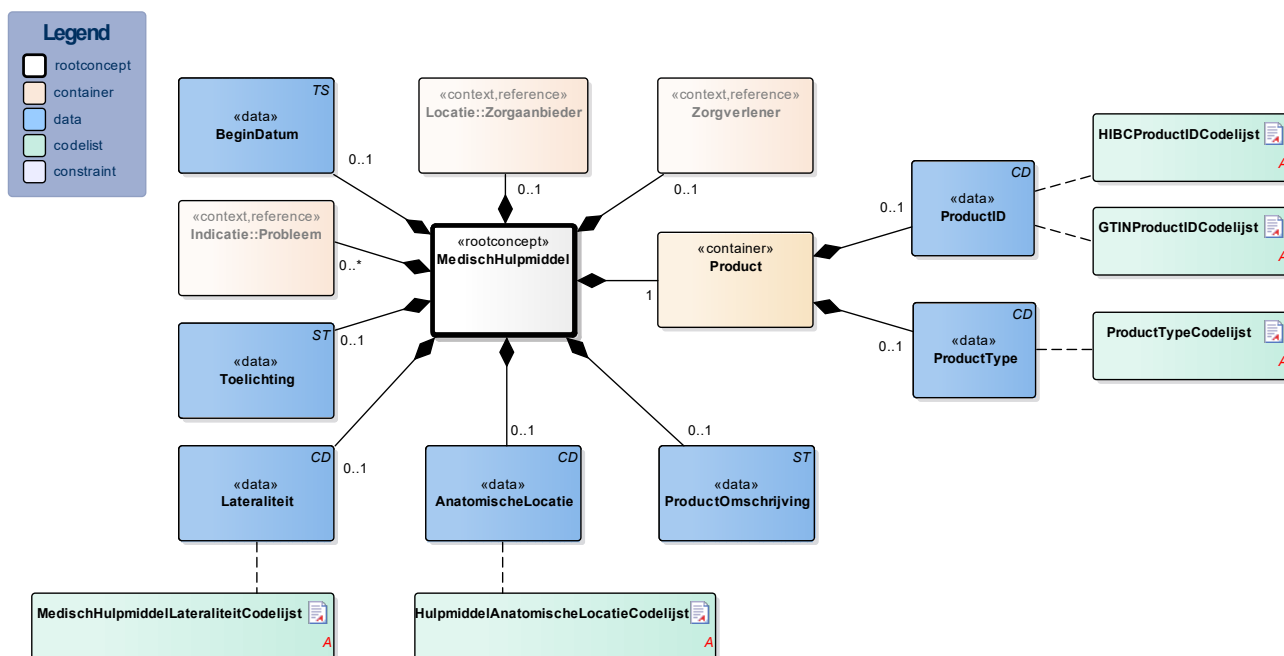 Legend
rootconcept
container
data
codelist
constraint
TS
«data»
BeginDatum
0..1
«context,reference»
Locatie::Zorgaanbieder
0..1
«context,reference»
Zorgverlener
0..1
«context,reference»
Indicatie::Probleem
0..*
«rootconcept»
MedischHulpmiddel
«container»
Product
1
CD
«data»
ProductID
0..1
HIBCProductIDCodelijst
A
GTINProductIDCodelijst
A
CD
«data»
ProductType
0..1
ProductTypeCodelijst
A
ST
«data»
Toelichting
0..1
CD
«data»
Lateraliteit
0..1
CD
«data»
AnatomischeLocatie
0..1
ST
«data»
ProductOmschrijving
0..1
MedischHulpmiddelLateraliteitCodelijst
A
HulpmiddelAnatomischeLocatieCodelijst
A